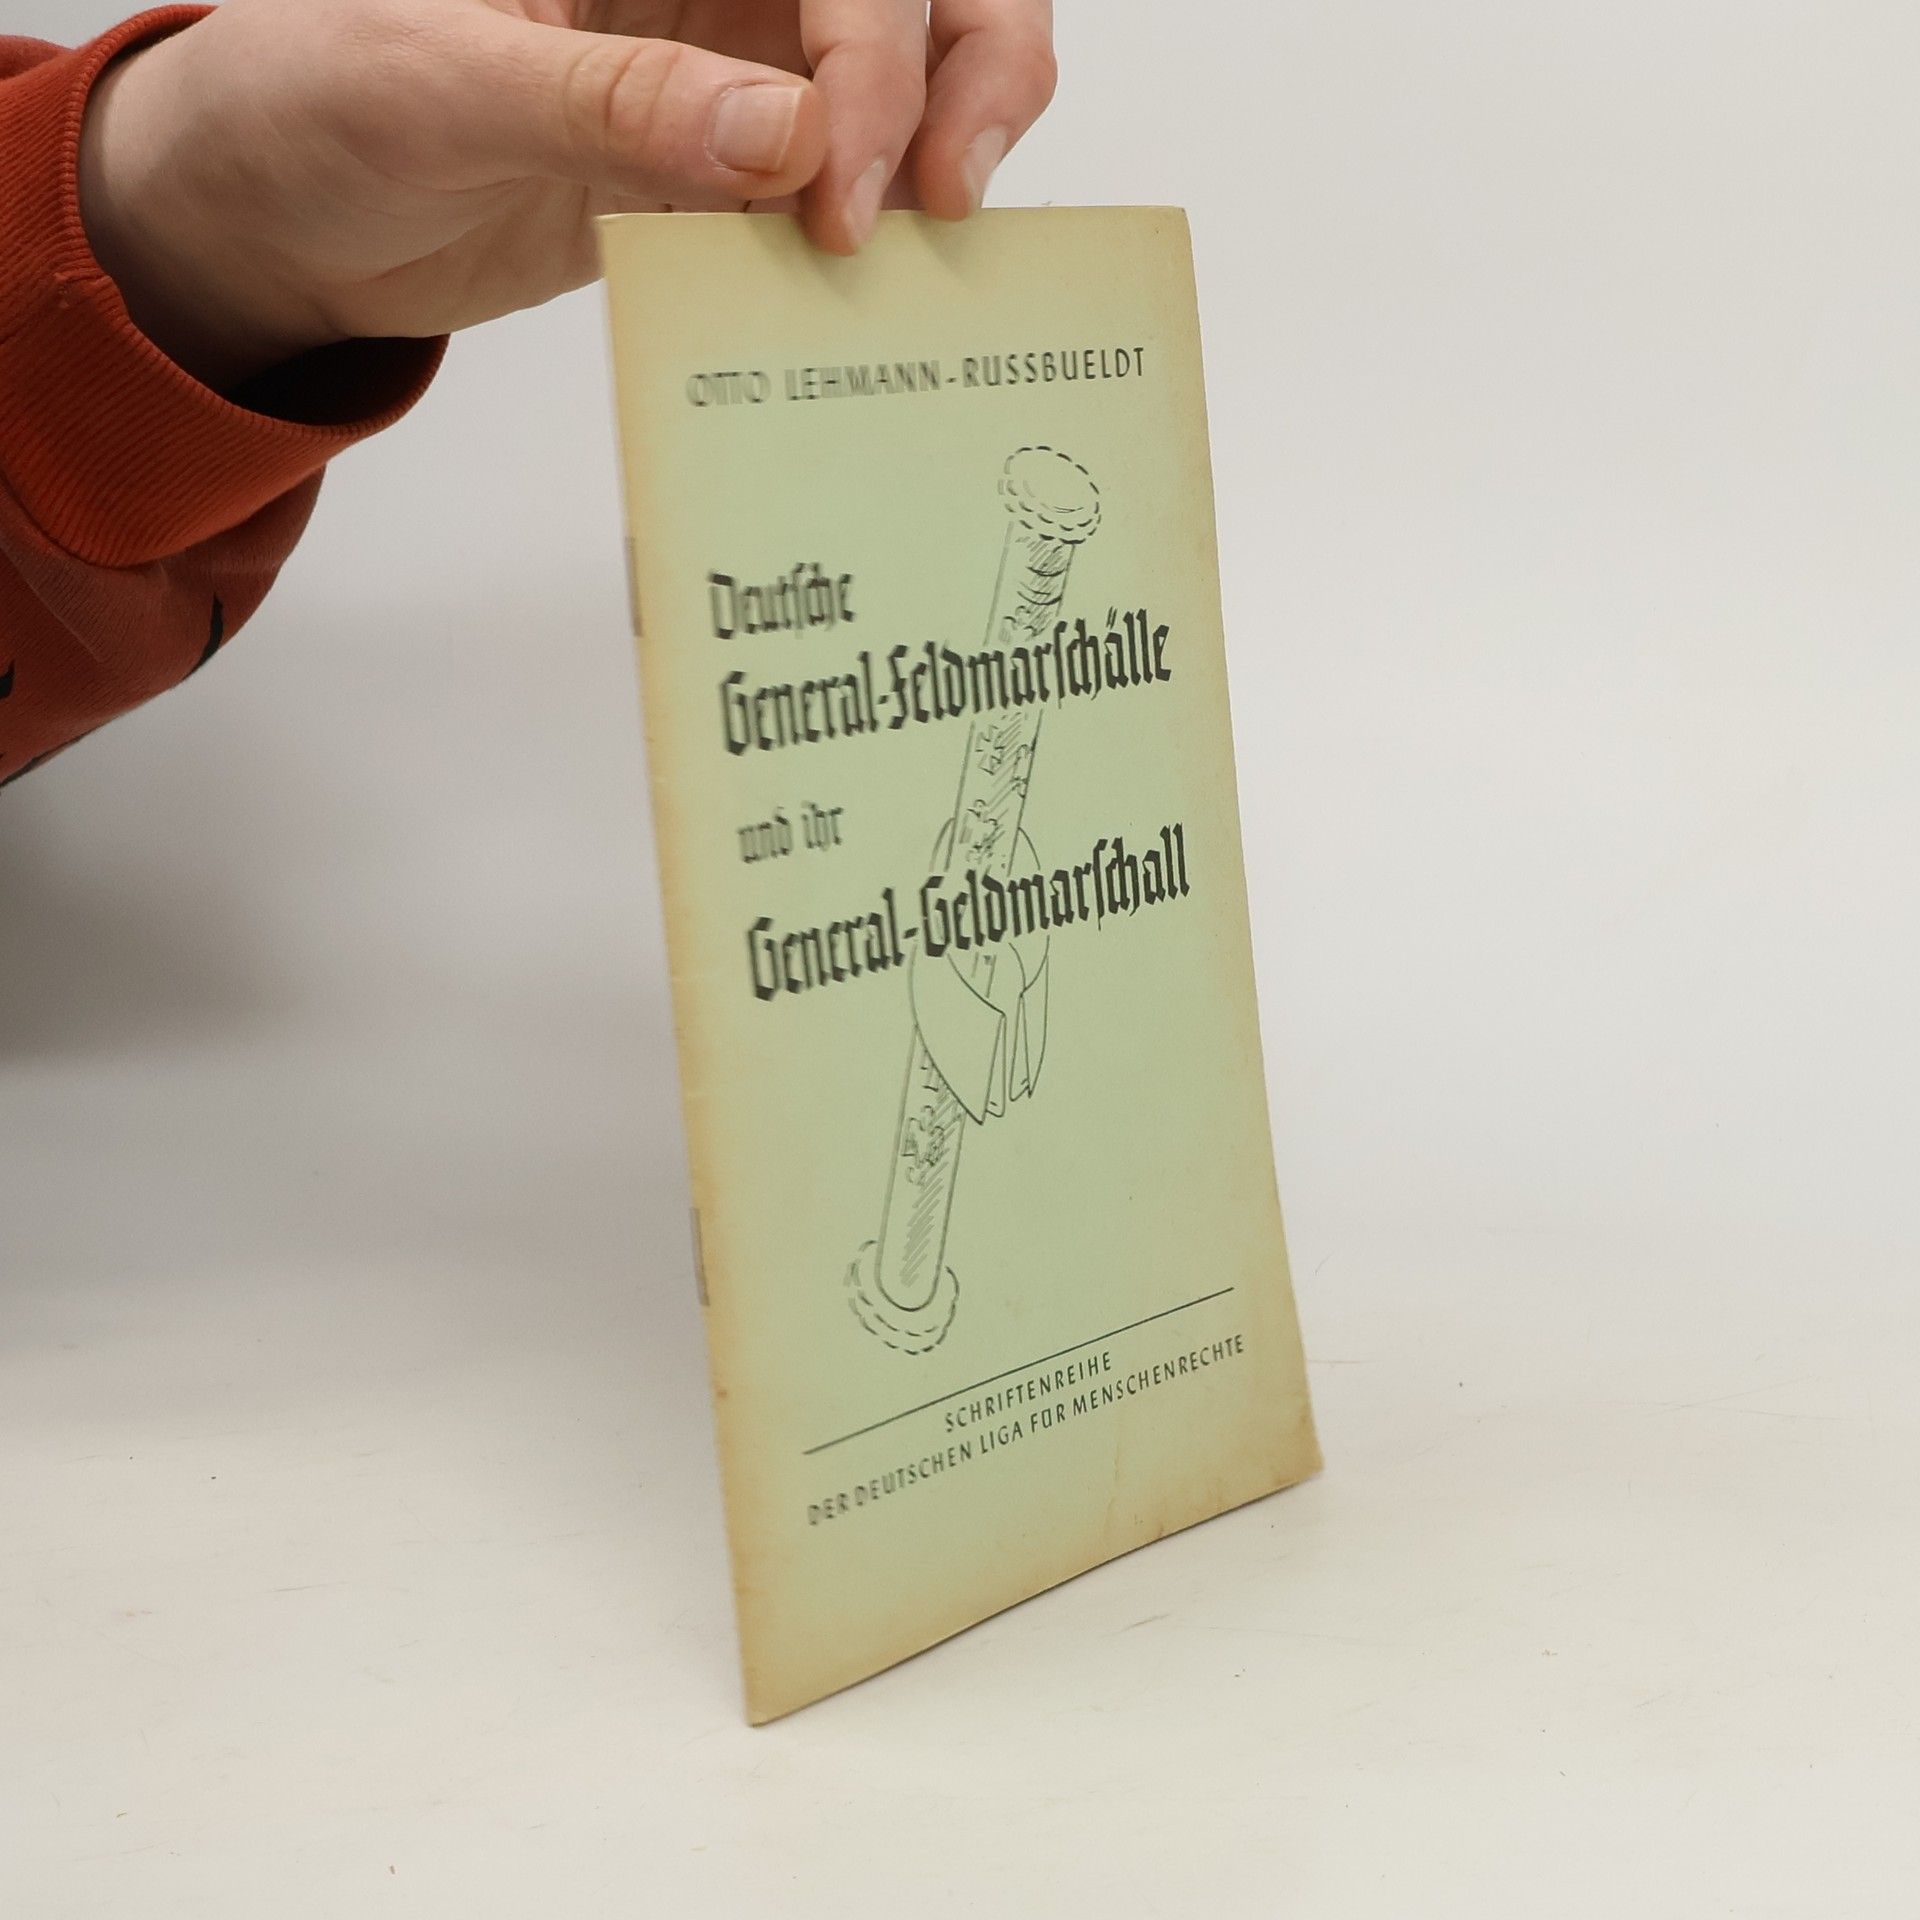 OTTO LEHMANN-RUSSBUELDT
Deutſche
General-Feldmarſchälle
und ihr
General-Geldmarſchall
SCHRIFTENREIHE
DER DEUTSCHEN LIGA FÜR MENSCHENRECHTE